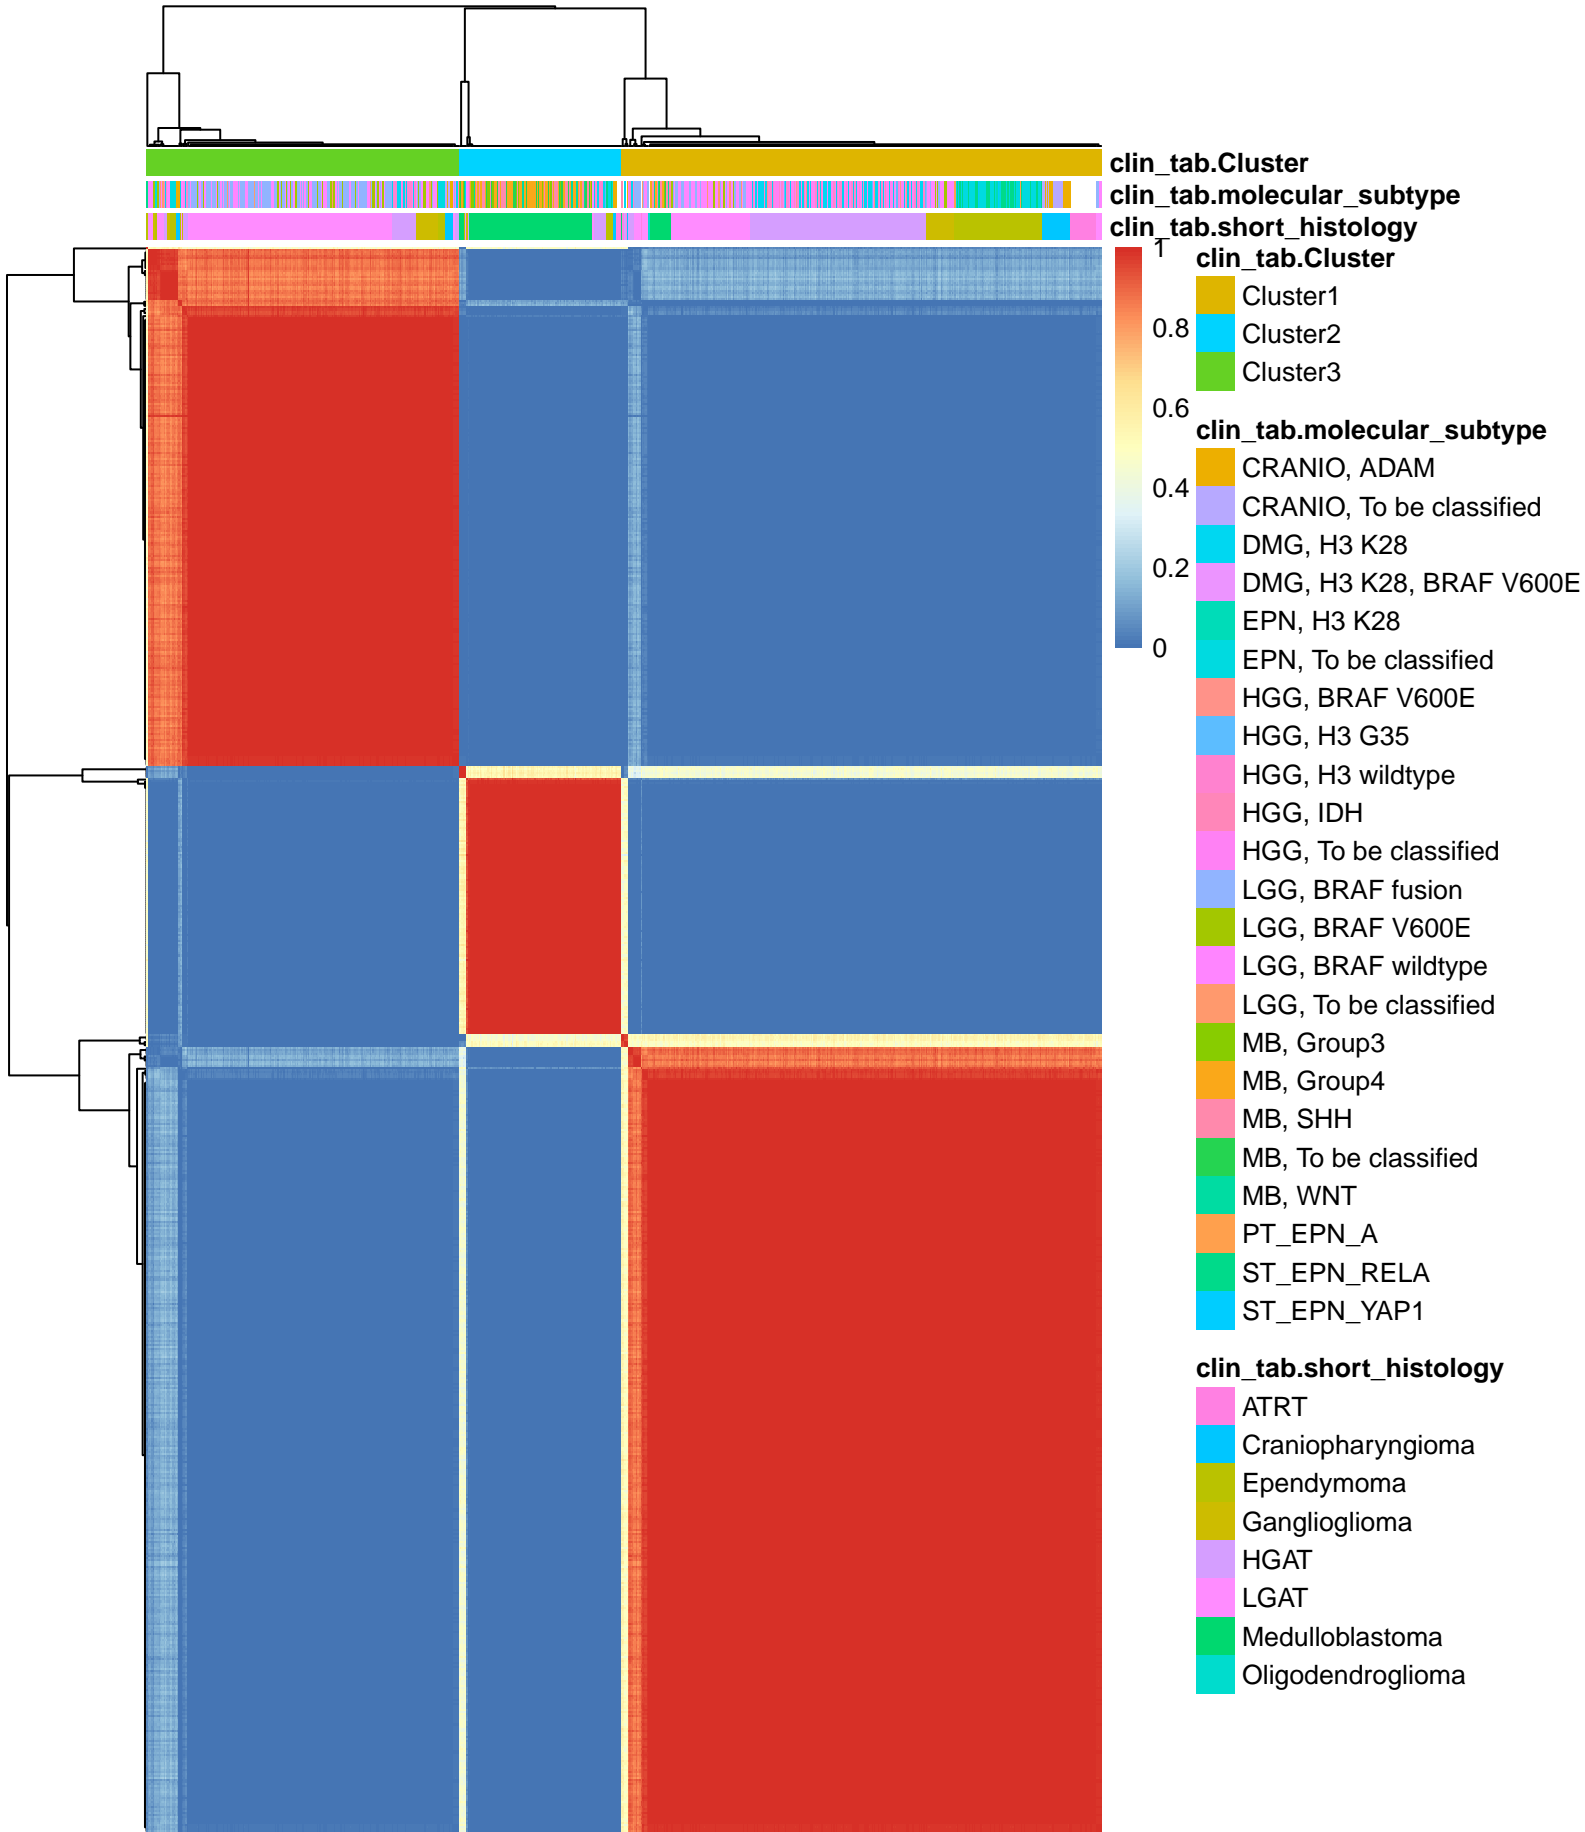 clin_tab.Cluster
clin_tab.molecular_subtype
clin_tab.short_histology
1
0.8
0.6
0.4
0.2
0
clin_tab.Cluster
Cluster1
Cluster2
Cluster3
clin_tab.molecular_subtype
CRANIO, ADAM
CRANIO, To be classified
DMG, H3 K28
DMG, H3 K28, BRAF V600E
EPN, H3 K28
EPN, To be classified
HGG, BRAF V600E
HGG, H3 G35
HGG, H3 wildtype
HGG, IDH
HGG, To be classified
LGG, BRAF fusion
LGG, BRAF V600E
LGG, BRAF wildtype
LGG, To be classified
MB, Group3
MB, Group4
MB, SHH
MB, To be classified
MB, WNT
PT_EPN_A
ST_EPN_RELA
ST_EPN_YAP1
clin_tab.short_histology
ATRT
Craniopharyngioma
Ependymoma
Ganglioglioma
HGAT
LGAT
Medulloblastoma
Oligodendroglioma